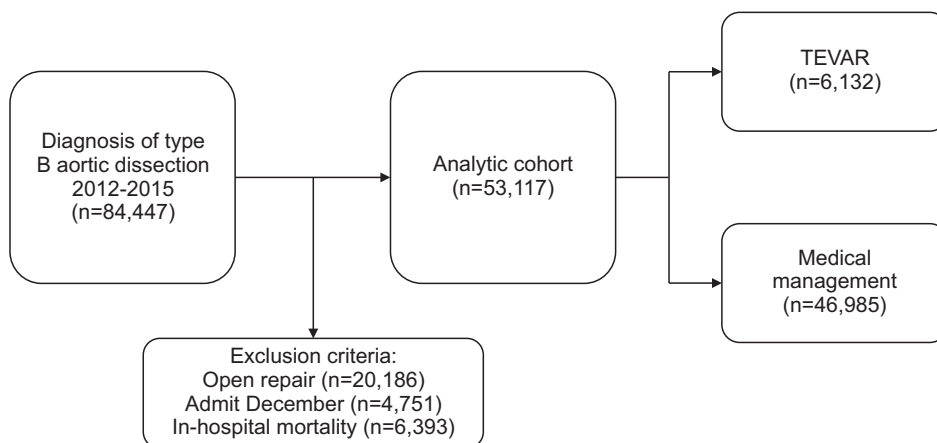 Diagnosis of type
B aortic dissection
2012-2015
(n=84,447)
Exclusion criteria:
Open repair (n=20,186)
Admit December (n=4,751)
In-hospital mortality (n=6,393)
Analytic cohort
(n=53,117)
TEVAR
(n=6,132)
Medical
management
(n=46,985)